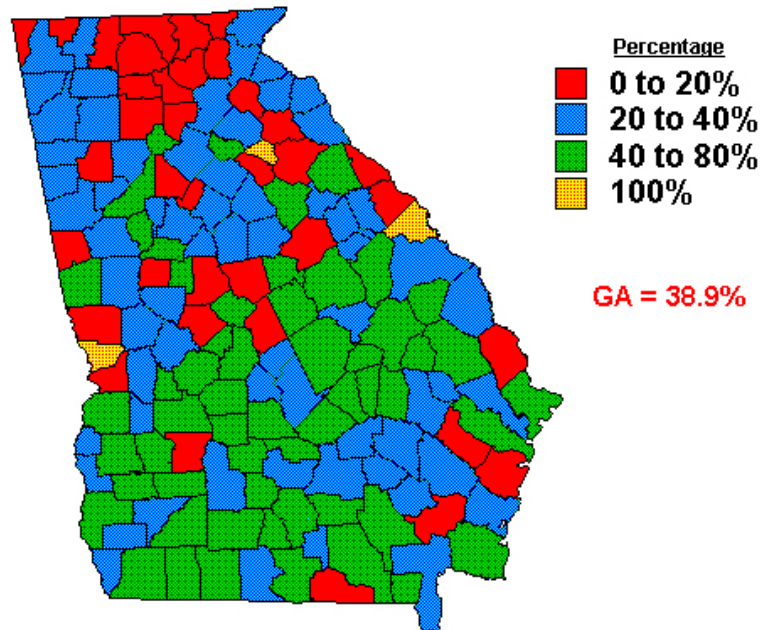 Percentage
0 to 20%
20 to 40%
40 to 80%
100%
GA = 38.9%